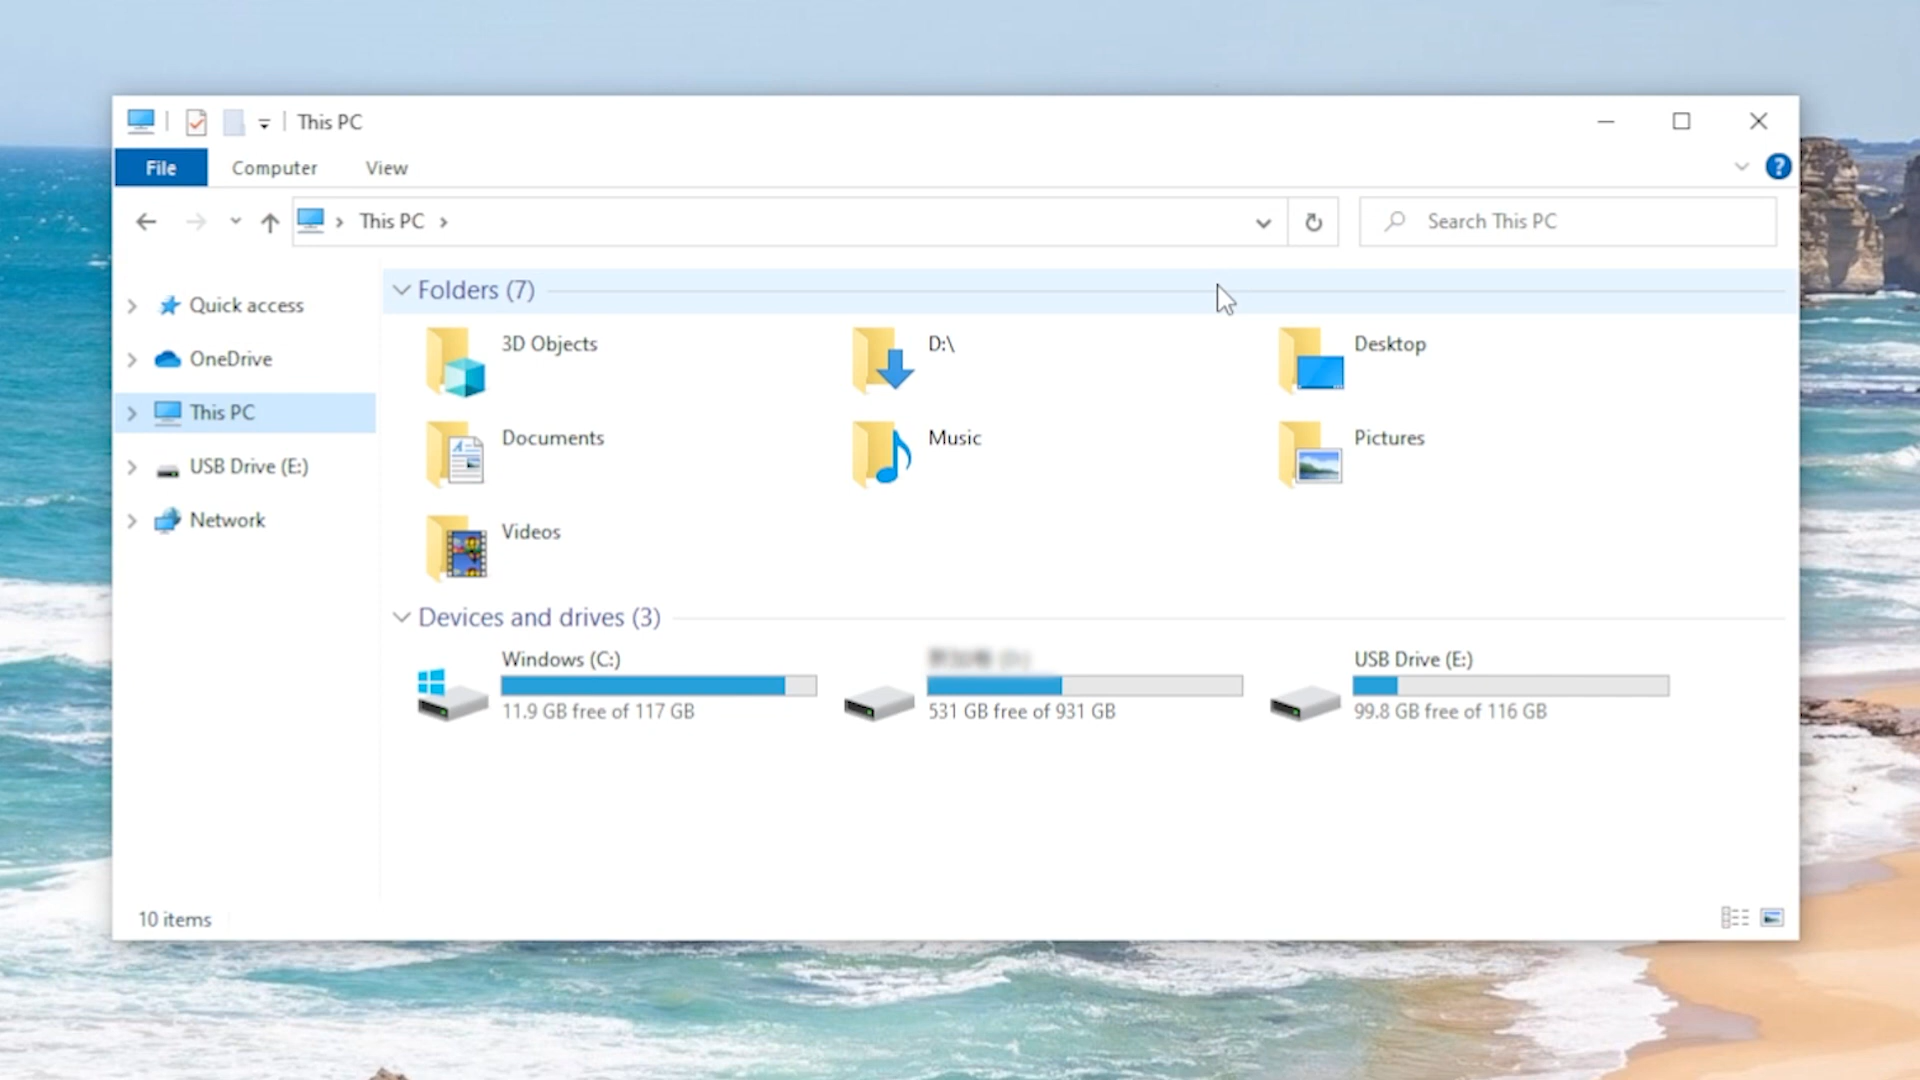 This PC
File Computer View
This PC
Search This PC
Quick access
OneDrive
This PC
USB Drive (E:)
Network
Folders (7)
3D Objects
D:\
Desktop
Documents
Music
Pictures
Videos
Devices and drives (3)
Windows (C:)
11.9 GB free of 117 GB
531 GB free of 931 GB
USB Drive (E:)
99.8 GB free of 116 GB
10 items